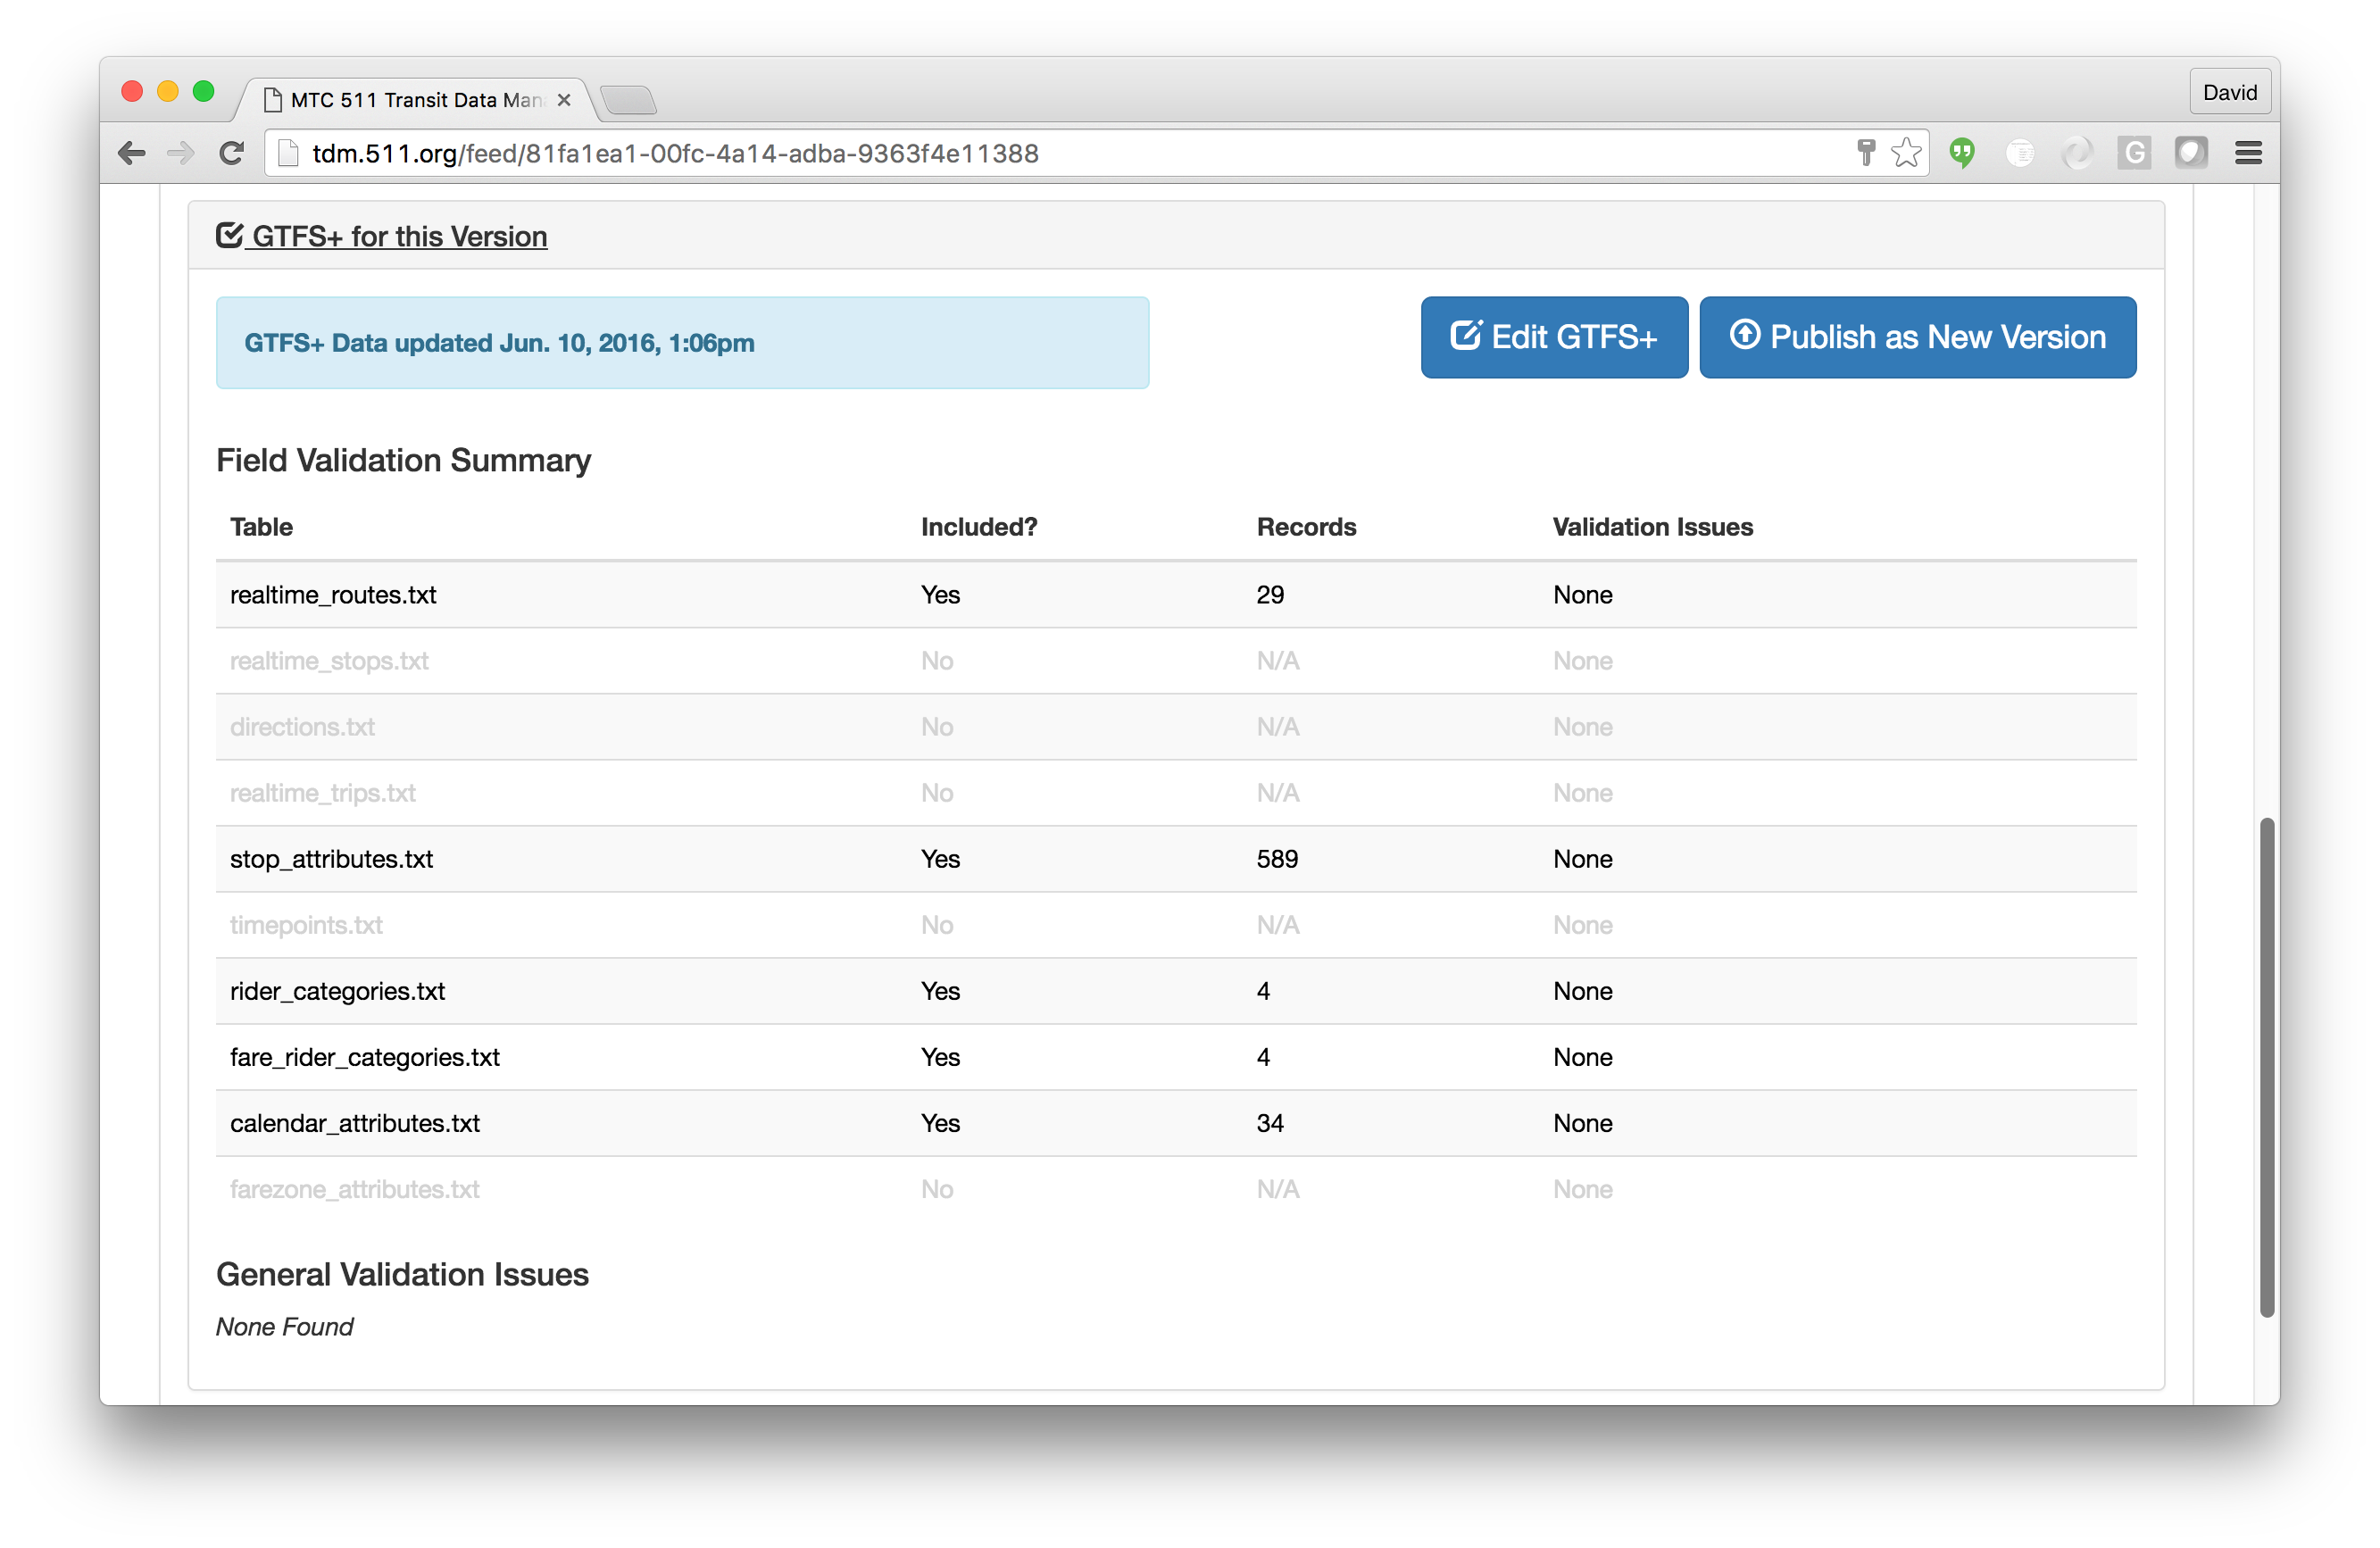 MTC 511 Transit Data Man
David
tdm.511.org/feed/81fa1ea1-00fc-4a14-adba-9363f4e11388
G
GTFS+ for this Version
GTFS+ Data updated Jun. 10, 2016, 1:06pm
Edit GTFS+
Publish as New Version
Field Validation Summary
Table Included? Records Validation Issues
realtime_routes.txt Yes 29 None
realtime_stops.txt No N/A None
directions.txt No N/A None
realtime_trips.txt No N/A None
stop_attributes.txt Yes 589 None
timepoints.txt No N/A None
rider_categories.txt Yes 4 None
fare_rider_categories.txt Yes 4 None
calendar_attributes.txt Yes 34 None
farezone_attributes.txt No N/A None
General Validation Issues
None Found